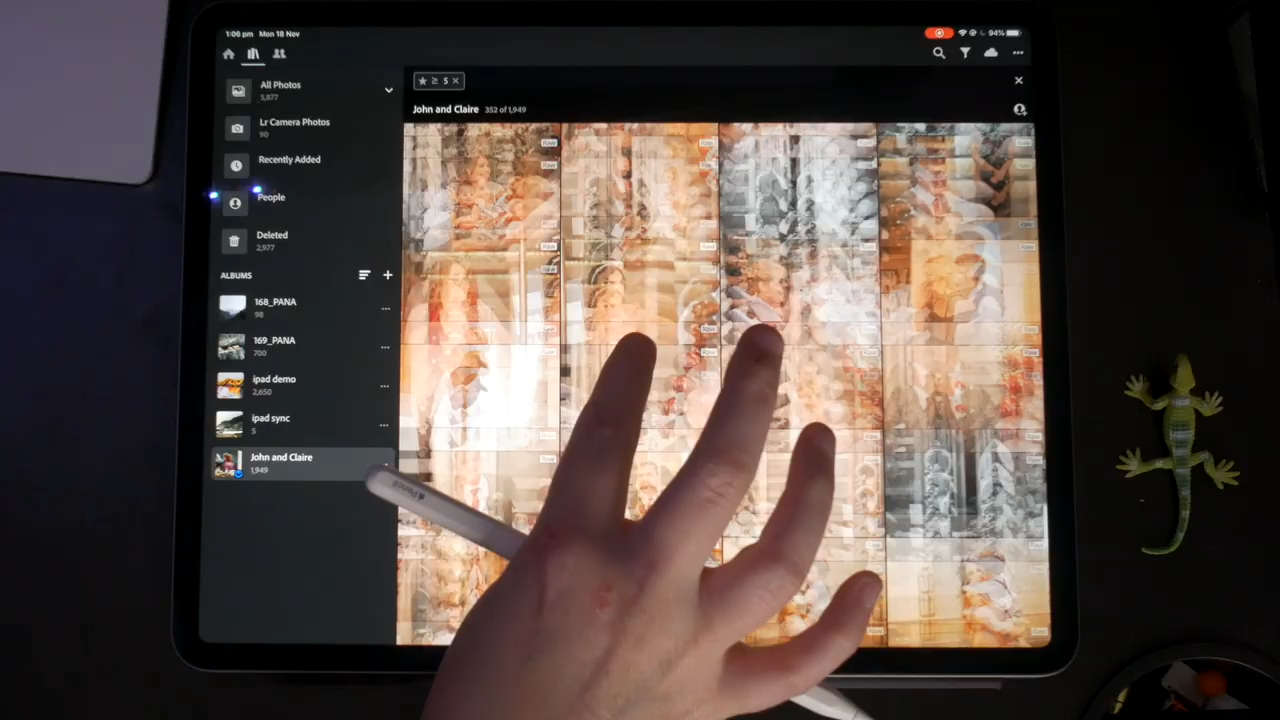 1:08 pm Mon 18 Nov
94%
All Photos
5,877
Lr Camera Photos
90
Recently Added
People
Deleted
2,977
ALBUMS
168_PANA
98
169_PANA
700
ipad demo
2,650
ipad sync
5
John and Claire
1,949
★ ≥ 5 ×
John and Claire 352 of 1,949
Raw
Pencil